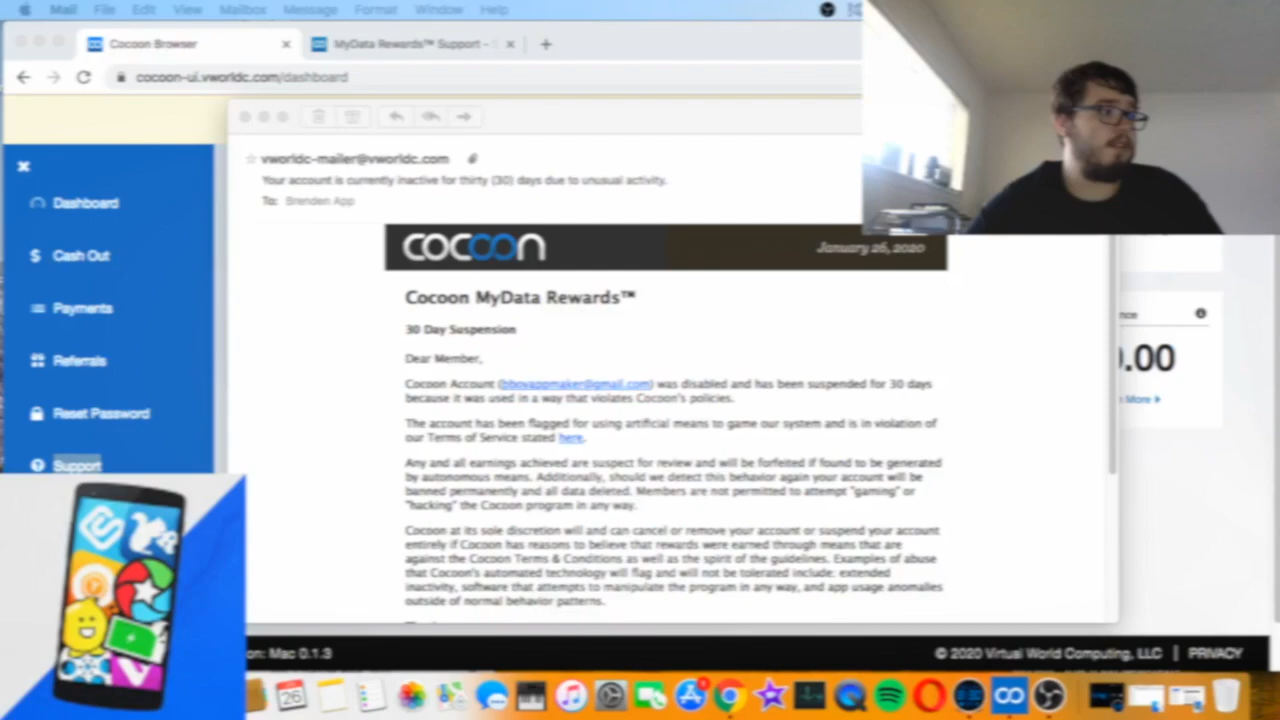 Mail File Edit View Mailbox Message Format Window Help
Cocoon Browser
MyData Rewards™ Support -
cocoon-ui.vworldc.com/dashboard
vworldc-mailer@vworldc.com
Your account is currently inactive for thirty (30) days due to unusual activity.
To: Brenden App
Dashboard
Cash Out
Payments
Referrals
Reset Password
Support
cocoon
January 26, 2020
Cocoon MyData Rewards™
30 Day Suspension
Dear Member,
Cocoon Account (bboyappmaker@gmail.com) was disabled and has been suspended for 30 days
because it was used in a way that violates Cocoon's policies.
The account has been flagged for using artificial means to game our system and is in violation of
our Terms of Service stated here.
Any and all earnings achieved are suspect for review and will be forfeited if found to be generated
by autonomous means. Additionally, should we detect this behavior again your account will be
banned permanently and all data deleted. Members are not permitted to attempt "gaming" or
"hacking" the Cocoon program in any way.
Cocoon at its sole discretion will and can cancel or remove your account or suspend your account
entirely if Cocoon has reasons to believe that rewards were earned through means that are
against the Cocoon Terms & Conditions as well as the spirit of the guidelines. Examples of abuse
that Cocoon's automated technology will flag and will not be tolerated include: extended
inactivity, software that attempts to manipulate the program in any way, and app usage anomalies
outside of normal behavior patterns.
nce
0.00
More
on: Mac 0.1.3
© 2020 Virtual World Computing, LLC | PRIVACY
26